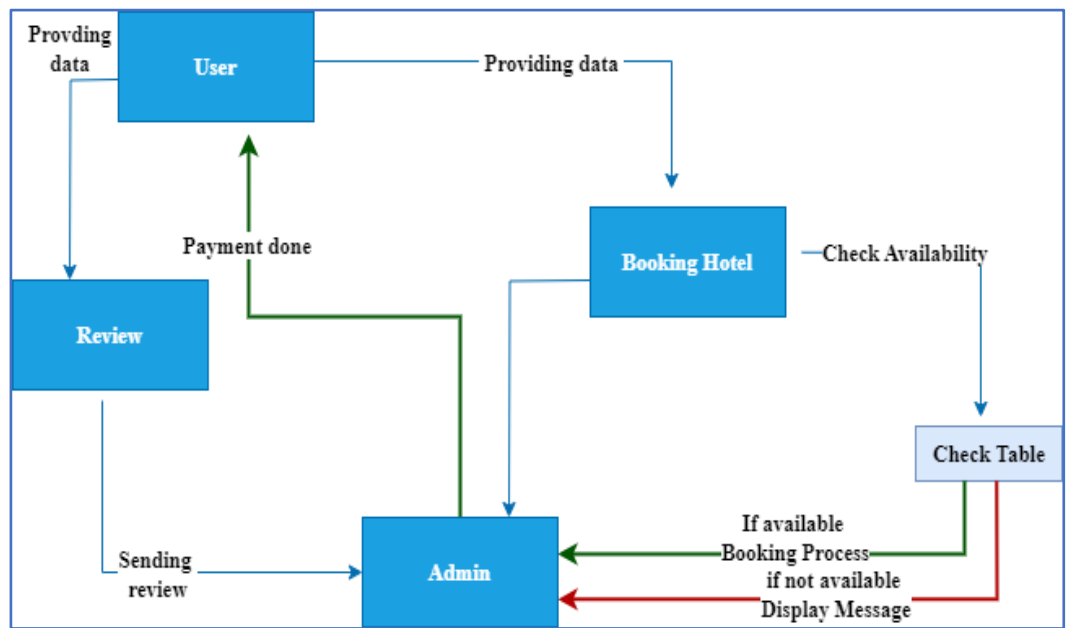 Provding
data
User
Providing data
Payment done
Booking Hotel
Check Availability
Review
Check Table
If available
Booking Process
if not available
Display Message
Sending
review
Admin